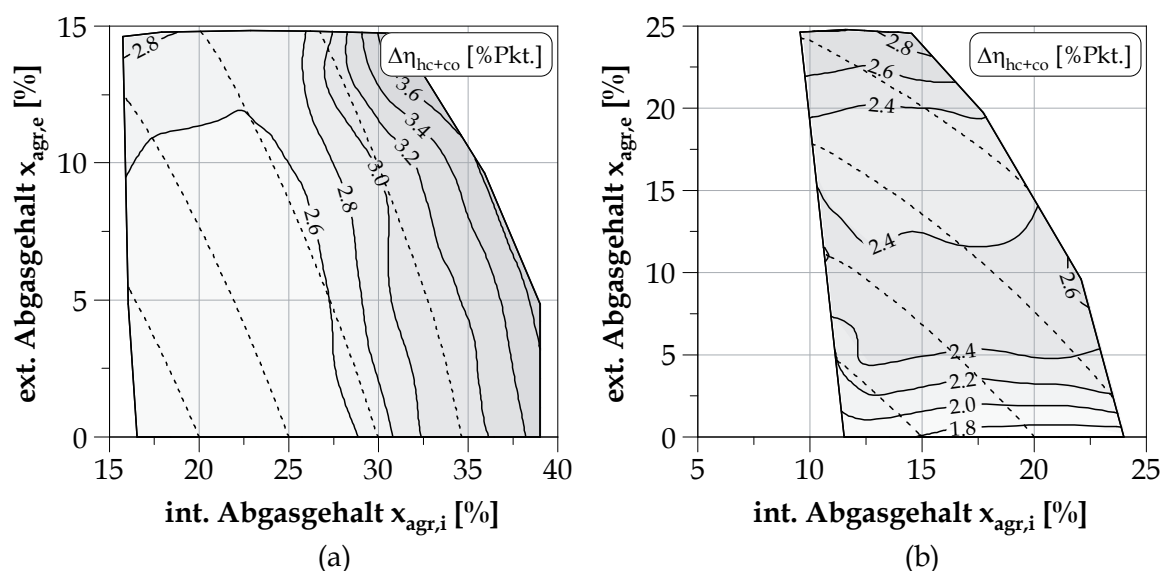 15
10
5
0
ext. Abgasgehalt x_agr,e [%]
Δη_hc+co [%Pkt.]
2.8
3.6
3.4
3.2
3.0
2.8
2.6
15 20 25 30 35 40
int. Abgasgehalt x_agr,i [%]
(a)
25
20
15
10
5
0
ext. Abgasgehalt x_agr,e [%]
Δη_hc+co [%Pkt.]
2.8
2.6
2.4
2.4
2.6
2.4
2.2
2.0
1.8
5 10 15 20 25
int. Abgasgehalt x_agr,i [%]
(b)